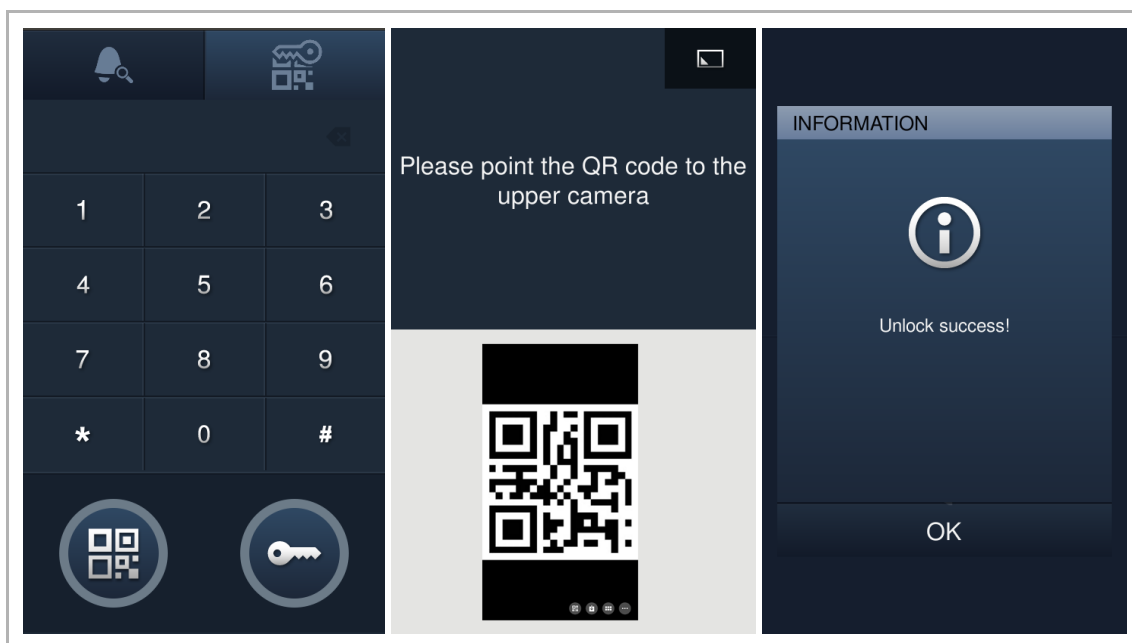 1 2 3
4 5 6
7 8 9
* 0 #
Please point the QR code to the
upper camera
INFORMATION
Unlock success!
OK